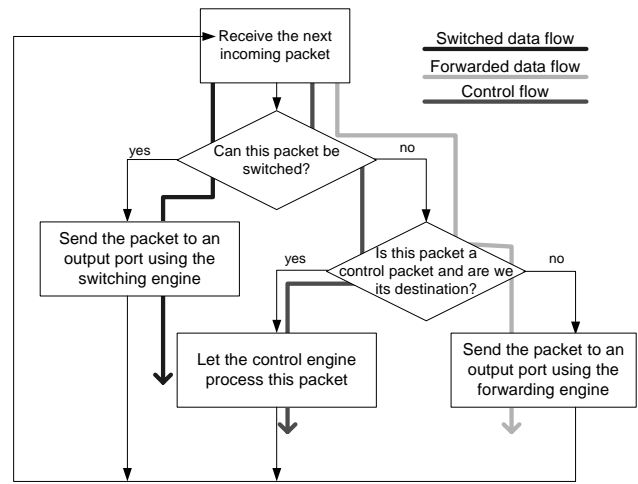 Receive the next
incoming packet
Switched data flow
Forwarded data flow
Control flow
Can this packet be
switched?
yes
no
Send the packet to an
output port using the
switching engine
Is this packet a
control packet and are we
its destination?
yes
no
Let the control engine
process this packet
Send the packet to an
output port using the
forwarding engine